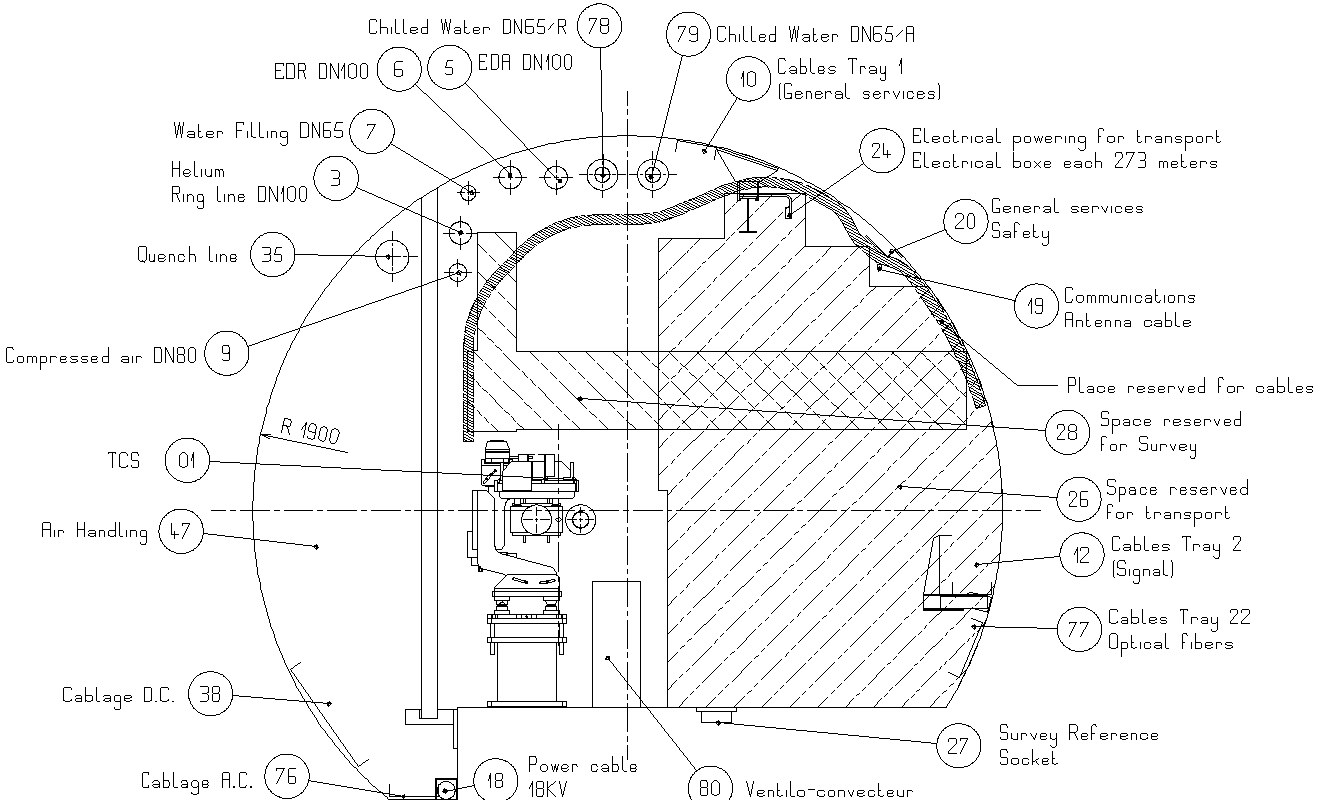 Chilled Water DN65/R 78
79 Chilled Water DN65/A
EDR DN100 6
5 EDA DN100
10 Cables Tray 1
(General services)
Water Filling DN65 7
24 Electrical powering for transport
Electrical boxe each 273 meters
Helium
Ring line DN100 3
20 General services
Safety
Quench line 35
19 Communications
Antenna cable
Compressed air DN80 9
Place reserved for cables
R 1900
28 Space reserved
for Survey
TCS 01
26 Space reserved
for transport
Air Handling 47
12 Cables Tray 2
(Signal)
77 Cables Tray 22
Optical fibers
Cablage D.C. 38
27 Survey Reference
Socket
Cablage A.C. 76
18 Power cable
18KV
80 Ventilo-convecteur